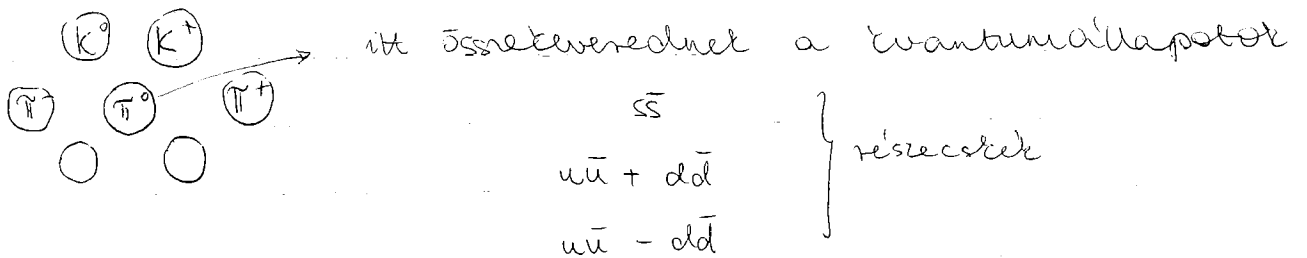 K⁰ K⁺ itt összekeverednek a kvantumállapotok
π⁻ π⁰ π⁺
ss̄
uū + dd̄
uū - dd̄
részecskék